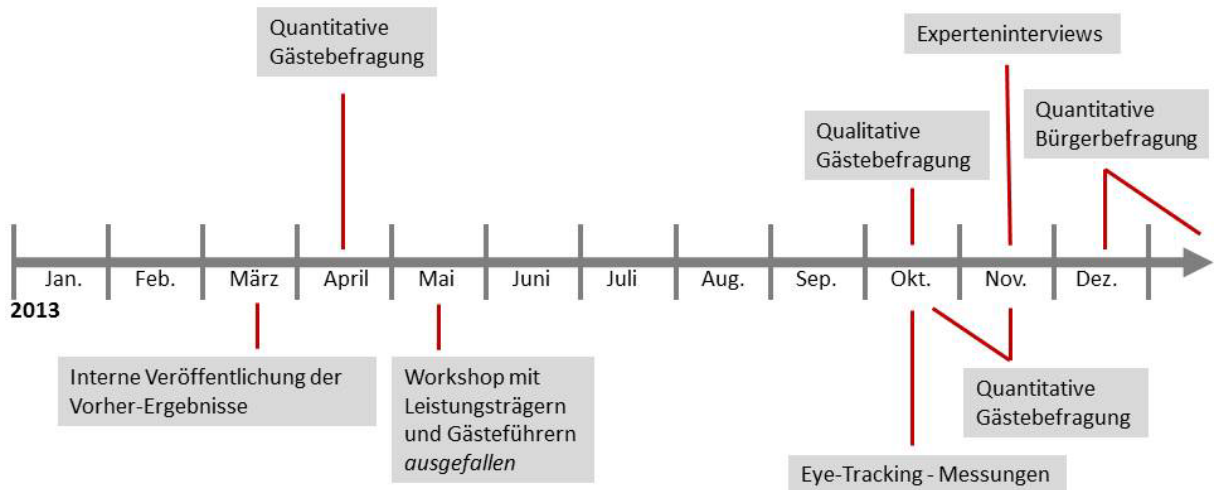 Quantitative
Gästebefragung
Experteninterviews
Qualitative
Gästebefragung
Quantitative
Bürgerbefragung
Jan.
Feb.
März
April
Mai
Juni
Juli
Aug.
Sep.
Okt.
Nov.
Dez.
2013
Interne Veröffentlichung der
Vorher-Ergebnisse
Workshop mit
Leistungsträgern
und Gästeführern
ausgefallen
Quantitative
Gästebefragung
Eye-Tracking - Messungen